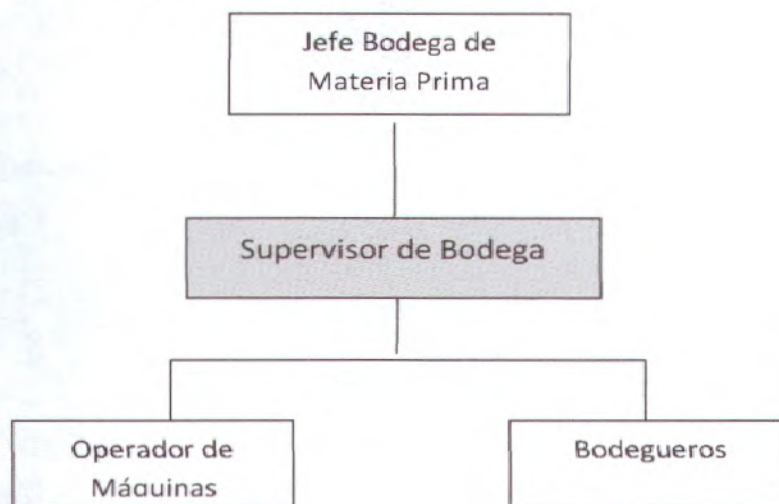 Jefe Bodega de
Materia Prima
Supervisor de Bodega
Operador de
Máquinas
Bodegueros